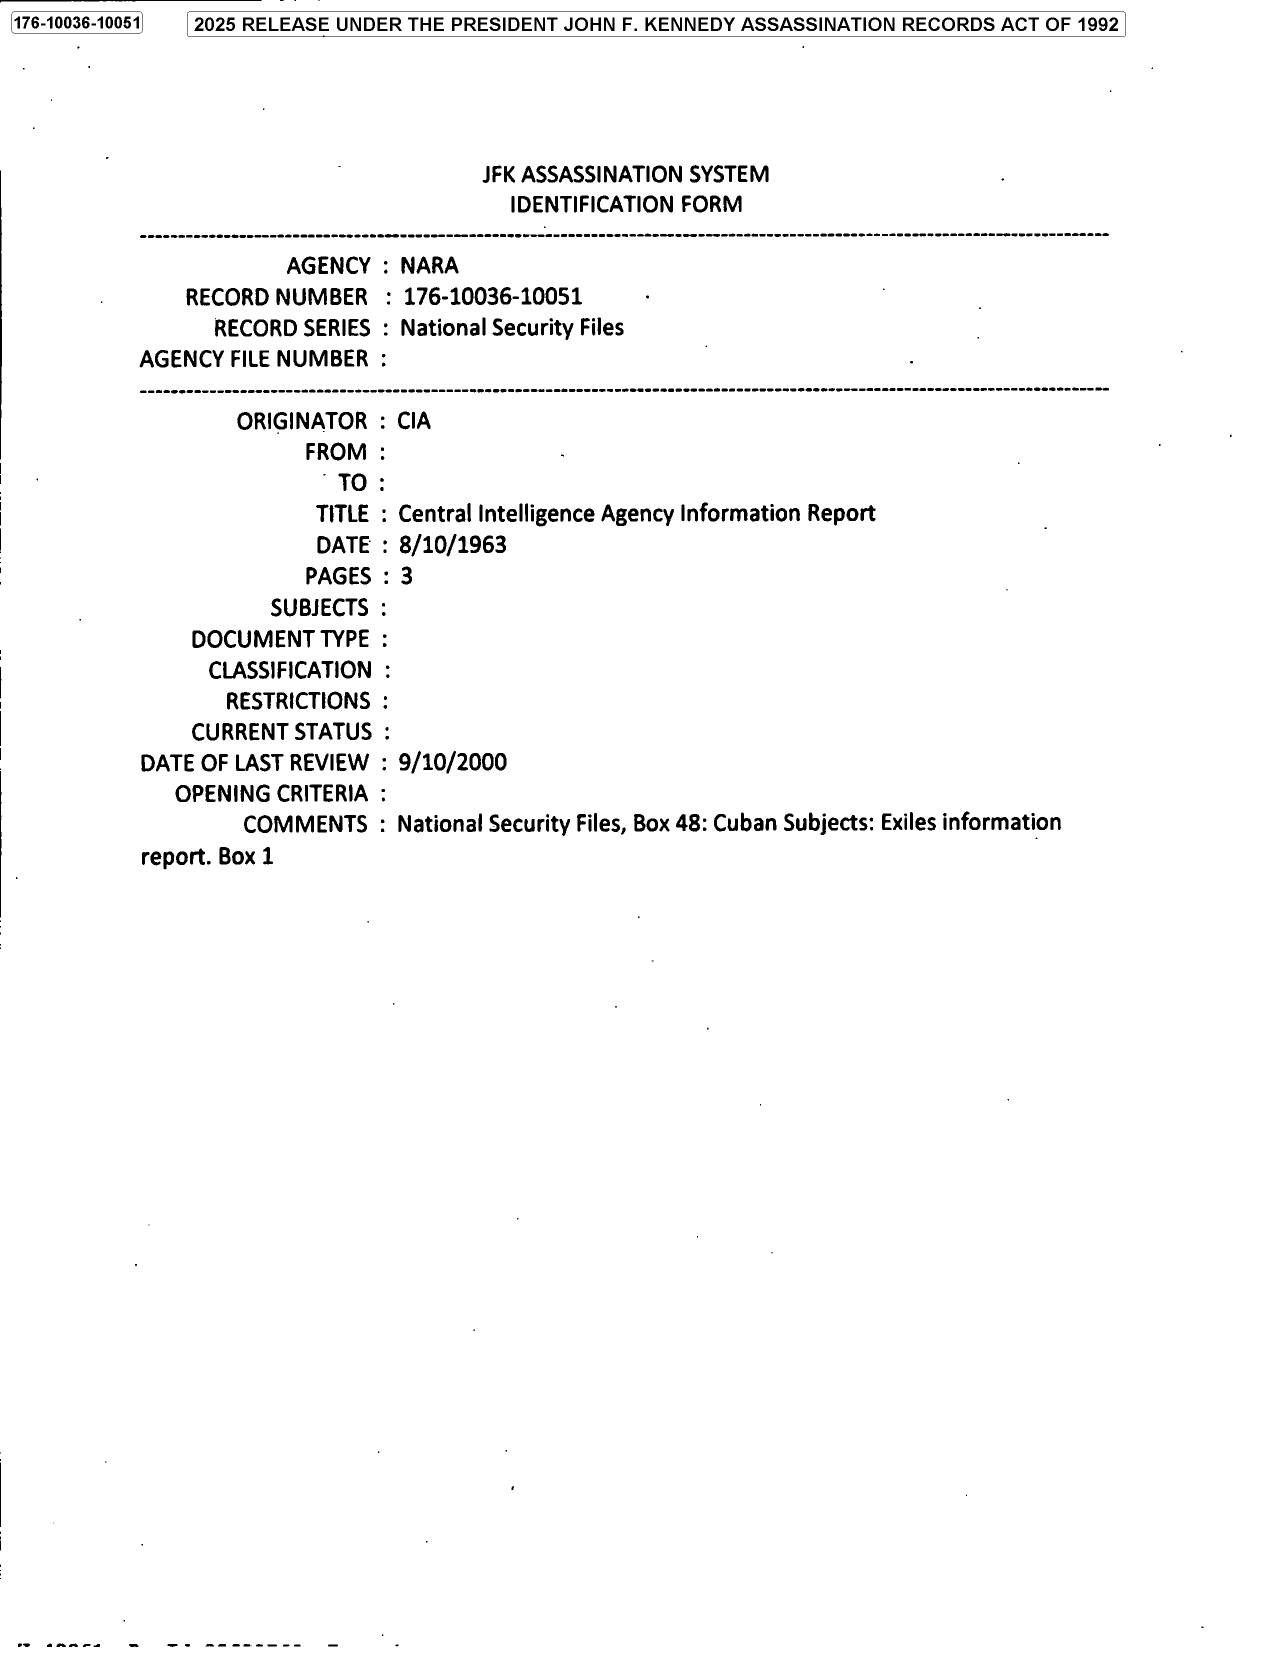 176-10036-10051
2025 RELEASE UNDER THE PRESIDENT JOHN F. KENNEDY ASSASSINATION RECORDS ACT OF 1992
JFK ASSASSINATION SYSTEM
IDENTIFICATION FORM
AGENCY : NARA
RECORD NUMBER : 176-10036-10051
RECORD SERIES : National Security Files
AGENCY FILE NUMBER :
ORIGINATOR : CIA
FROM :
TO :
TITLE : Central Intelligence Agency Information Report
DATE : 8/10/1963
PAGES : 3
SUBJECTS :
DOCUMENT TYPE :
CLASSIFICATION :
RESTRICTIONS :
CURRENT STATUS :
DATE OF LAST REVIEW : 9/10/2000
OPENING CRITERIA :
COMMENTS : National Security Files, Box 48: Cuban Subjects: Exiles information
report. Box 1